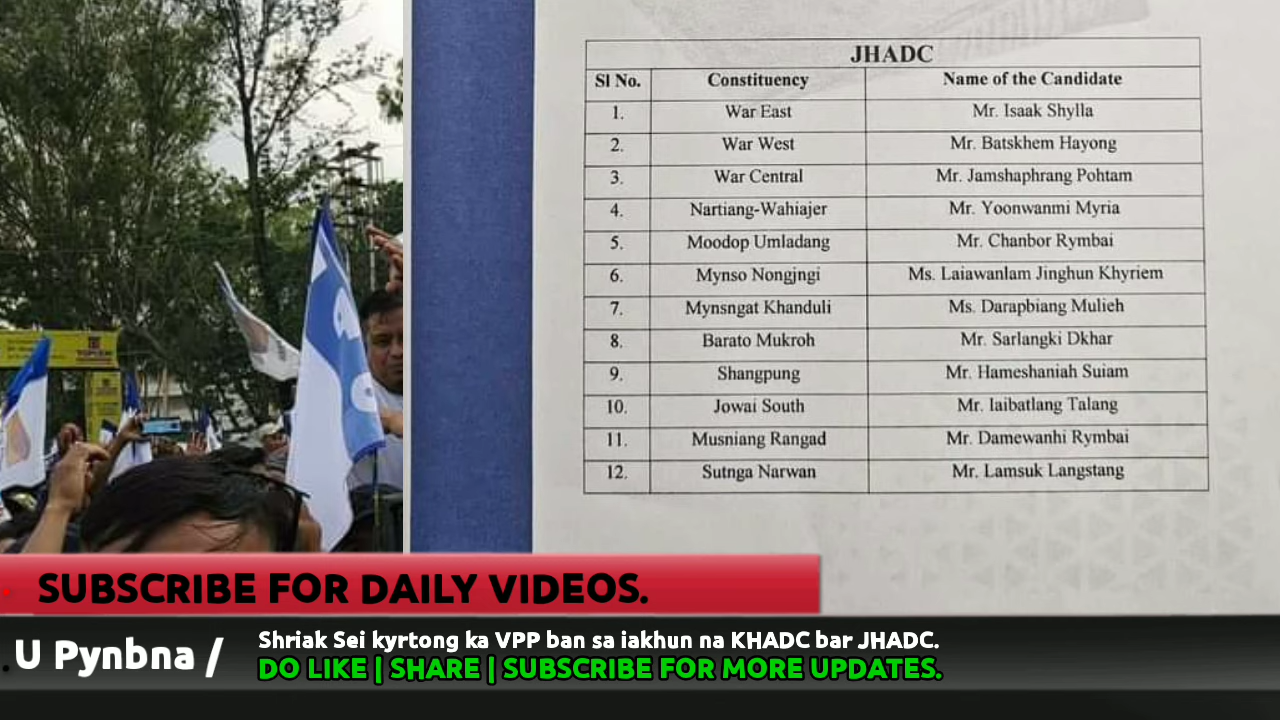 JHADC
Sl No. Constituency Name of the Candidate
1. War East Mr. Isaak Shylla
2. War West Mr. Batskhem Hayong
3. War Central Mr. Jamshaphrang Pohtam
4. Nartiang-Wahiajer Mr. Yoonwanmi Myria
5. Moodop Umladang Mr. Chanbor Rymbai
6. Mynso Nongjngi Ms. Laiawanlam Jinghun Khyriem
7. Mynsngat Khanduli Ms. Darapbiang Mulieh
8. Barato Mukroh Mr. Sarlangki Dkhar
9. Shangpung Mr. Hameshaniah Suiam
10. Jowai South Mr. Iaibatlang Talang
11. Musniang Rangad Mr. Damewanhi Rymbai
12. Sutnga Narwan Mr. Lamsuk Langstang
SUBSCRIBE FOR DAILY VIDEOS.
U Pynbna /
Shriak Sei kyrtong ka VPP ban sa iakhun na KHADC bar JHADC.
DO LIKE | SHARE | SUBSCRIBE FOR MORE UPDATES.